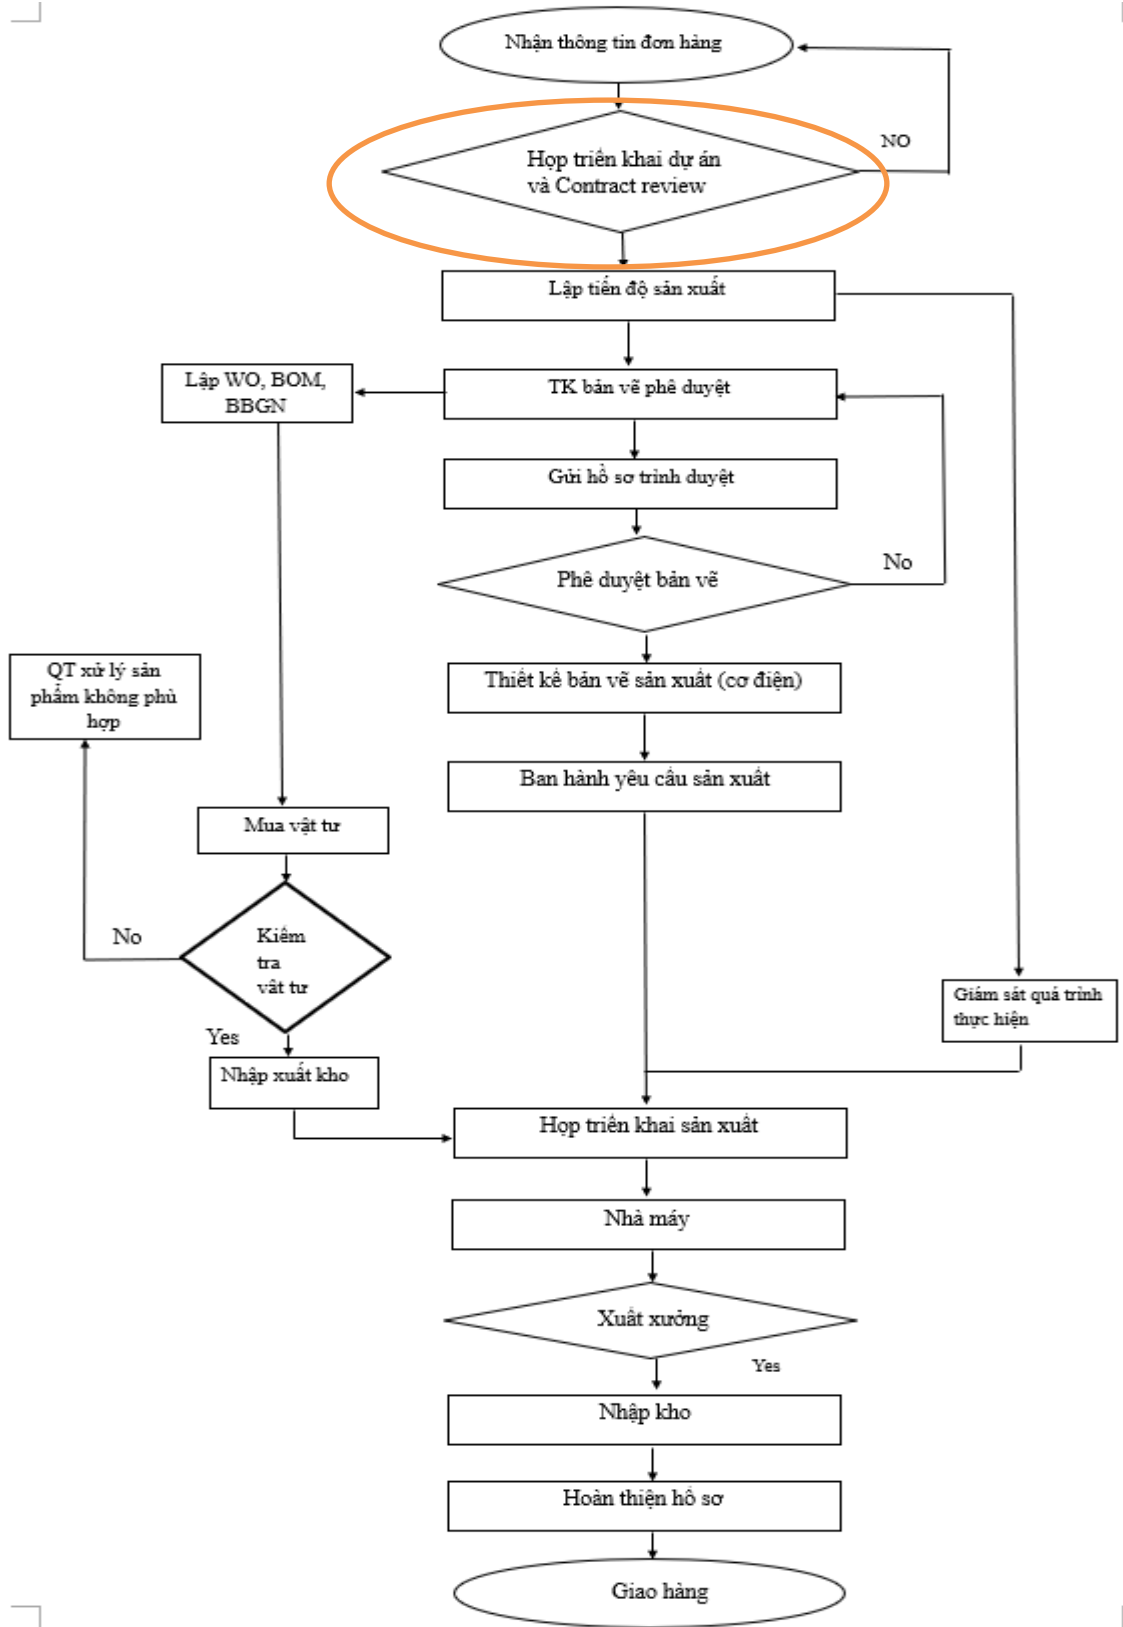 Nhận thông tin đơn hàng
NO
Họp triển khai dự án
và Contract review
Lập tiến độ sản xuất
Lập WO, BOM,
BBGN
TK bản vẽ phê duyệt
Gửi hồ sơ trình duyệt
Phê duyệt bản vẽ
No
QT xử lý sản
phẩm không phù
hợp
Thiết kế bản vẽ sản xuất (cơ điện)
Ban hành yêu cầu sản xuất
Mua vật tư
No
Kiểm
tra
vât tư
Yes
Giám sát quá trình
thực hiện
Nhập xuất kho
Họp triển khai sản xuất
Nhà máy
Xuất xưởng
Yes
Nhập kho
Hoàn thiện hồ sơ
Giao hàng